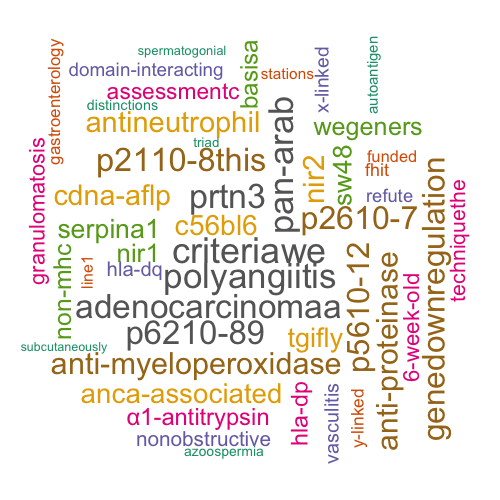 spermatogonial
domain-interacting
stations
assessmentc
distinctions
antineutrophil
triad
wegeners
p2110-8this
funded
fhit
cdna-aflp
prtn3
refute
serpina1
c56bl6
p2610-7
nir1
criteriawe
hla-dq
polyangiitis
adenocarcinomaa
p6210-89
tgifly
subcutaneously
anti-myeloperoxidase
anca-associated
α1-antitrypsin
nonobstructive
azoospermia
gastroenterology
granulomatosis
non-mhc
line1
basisa
pan-arab
x-linked
nir2
sw48
autoantigen
p5610-12
anti-proteinase
6-week-old
genedownregulation
techniquethe
hla-dp
vasculitis
y-linked